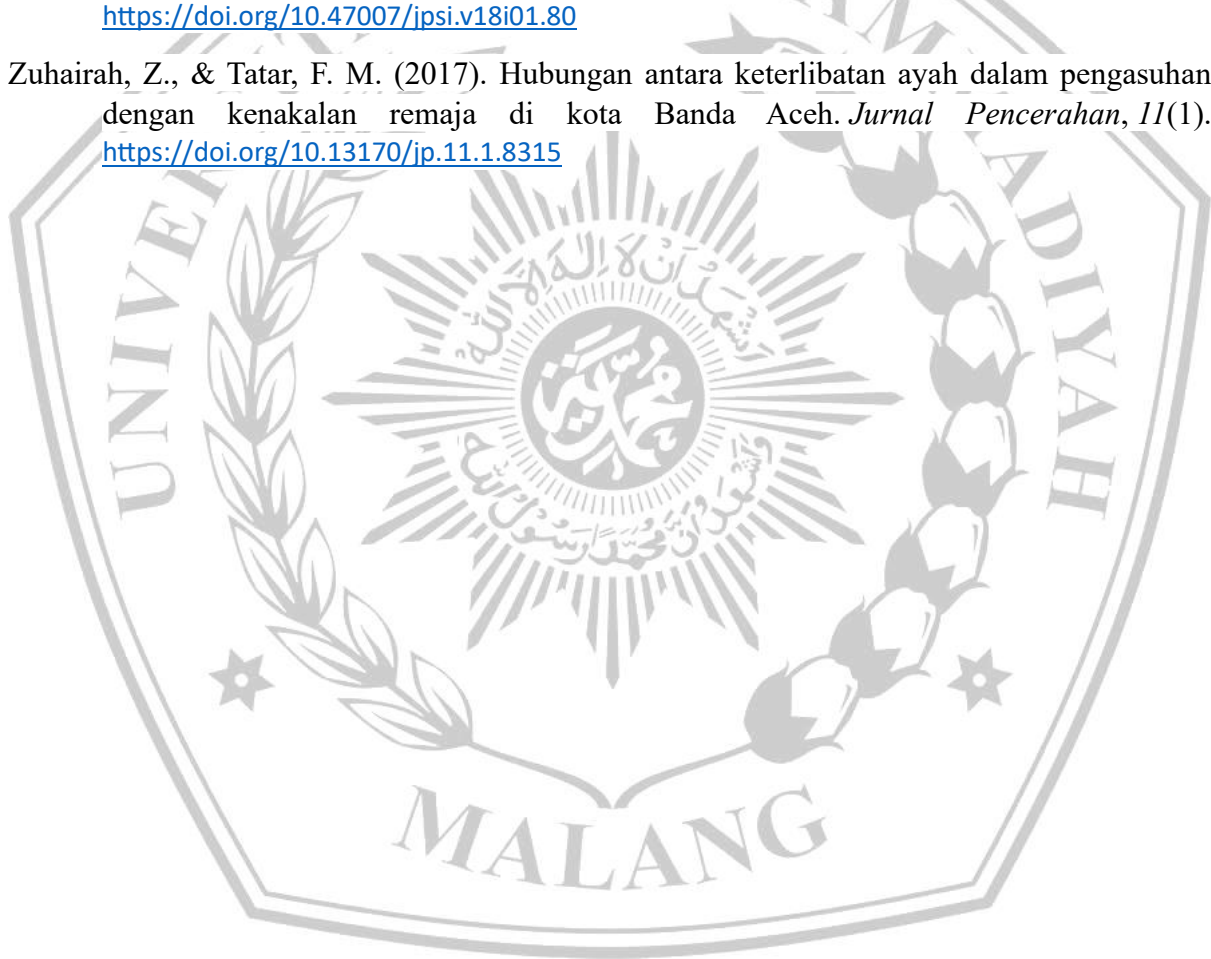 https://doi.org/10.47007/jpsi.v18i01.80
Zuhairah, Z., & Tatar, F. M. (2017). Hubungan antara keterlibatan ayah dalam pengasuhan
dengan kenakalan remaja di kota Banda Aceh. Jurnal Pencerahan, 11(1).
https://doi.org/10.13170/jp.11.1.8315
MALANG